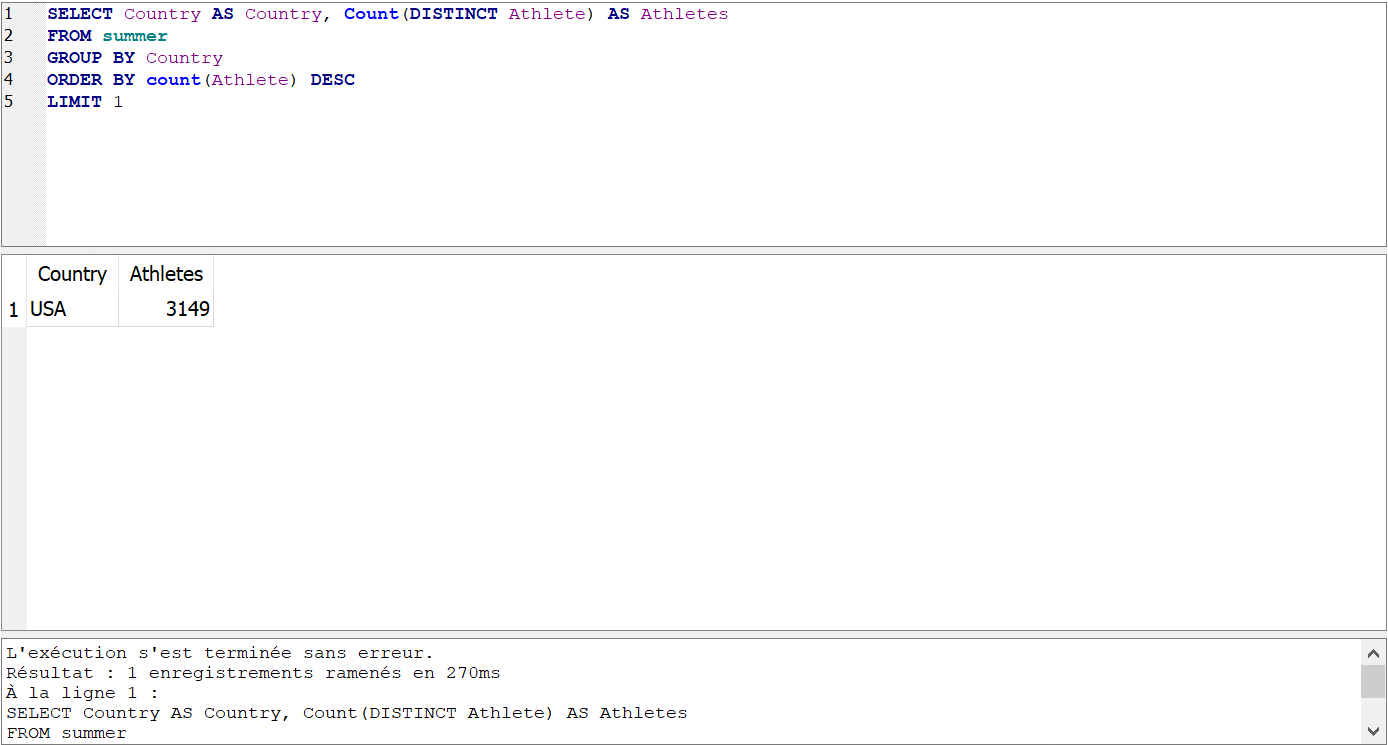 1 SELECT Country AS Country, Count(DISTINCT Athlete) AS Athletes
2 FROM summer
3 GROUP BY Country
4 ORDER BY count(Athlete) DESC
5 LIMIT 1
Country Athletes
1 USA 3149
L'exécution s'est terminée sans erreur.
Résultat : 1 enregistrements ramenés en 270ms
À la ligne 1 :
SELECT Country AS Country, Count(DISTINCT Athlete) AS Athletes
FROM summer